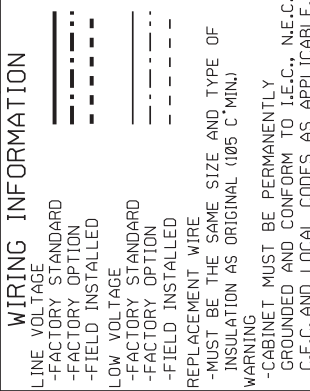 WIRING INFORMATION
LINE VOLTAGE
-FACTORY STANDARD
-FACTORY OPTION
-FIELD INSTALLED
LOW VOLTAGE
-FACTORY STANDARD
-FACTORY OPTION
-FIELD INSTALLED
REPLACEMENT WIRE
-MUST BE THE SAME SIZE AND TYPE OF
INSULATION AS ORIGINAL (105 C°MIN.)
WARNING
-CABINET MUST BE PERMANENTLY
GROUNDED AND CONFORM TO I.E.C., N.E.C.
C.E.C. AND LOCAL CODES AS APPLICABLE.